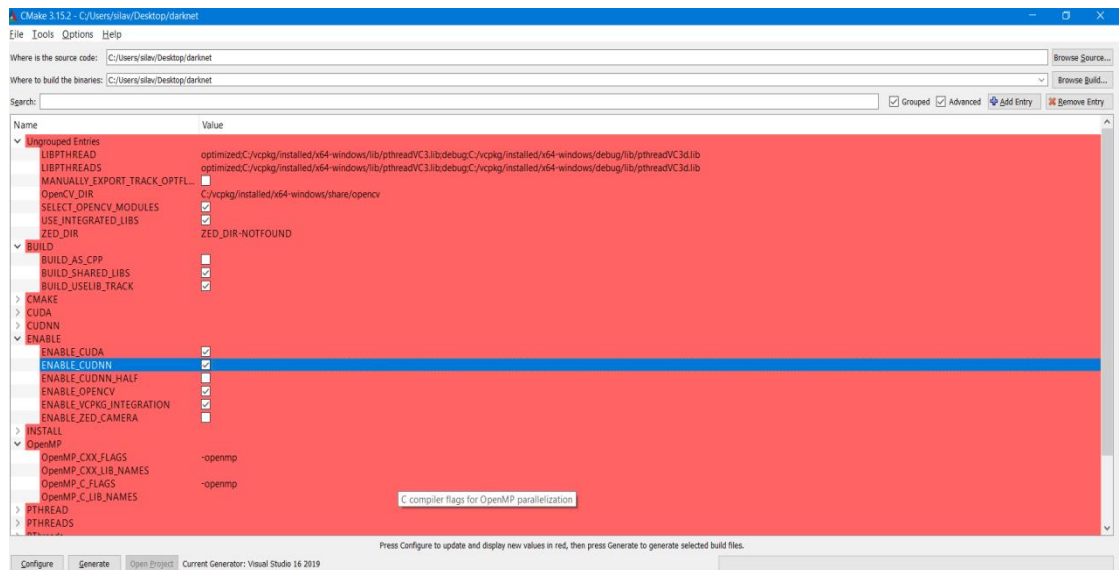 CMake 3.15.2 - C:/Users/silav/Desktop/darknet
File Tools Options Help
Where is the source code: C:/Users/silav/Desktop/darknet Browse Source...
Where to build the binaries: C:/Users/silav/Desktop/darknet Browse Build...
Search: Grouped Advanced Add Entry Remove Entry
Name Value
Ungrouped Entries
LIBPTHREAD optimized;C:/vcpkg/installed/x64-windows/lib/pthreadVC3.lib;debug;C:/vcpkg/installed/x64-windows/debug/lib/pthreadVC3d.lib
LIBPTHREADS optimized;C:/vcpkg/installed/x64-windows/lib/pthreadVC3.lib;debug;C:/vcpkg/installed/x64-windows/debug/lib/pthreadVC3d.lib
MANUALLY_EXPORT_TRACK_OPTFL...
OpenCV_DIR C:/vcpkg/installed/x64-windows/share/opencv
SELECT_OPENCV_MODULES
USE_INTEGRATED_LIBS
ZED_DIR ZED_DIR-NOTFOUND
BUILD
BUILD_AS_CPP
BUILD_SHARED_LIBS
BUILD_USELIB_TRACK
CMAKE
CUDA
CUDNN
ENABLE
ENABLE_CUDA
ENABLE_CUDNN
ENABLE_CUDNN_HALF
ENABLE_OPENCV
ENABLE_VCPKG_INTEGRATION
ENABLE_ZED_CAMERA
INSTALL
OpenMP
OpenMP_CXX_FLAGS -openmp
OpenMP_CXX_LIB_NAMES
OpenMP_C_FLAGS -openmp
OpenMP_C_LIB_NAMES
C compiler flags for OpenMP parallelization
PTHREAD
PTHREADS
Press Configure to update and display new values in red, then press Generate to generate selected build files.
Configure Generate Open Project Current Generator: Visual Studio 16 2019